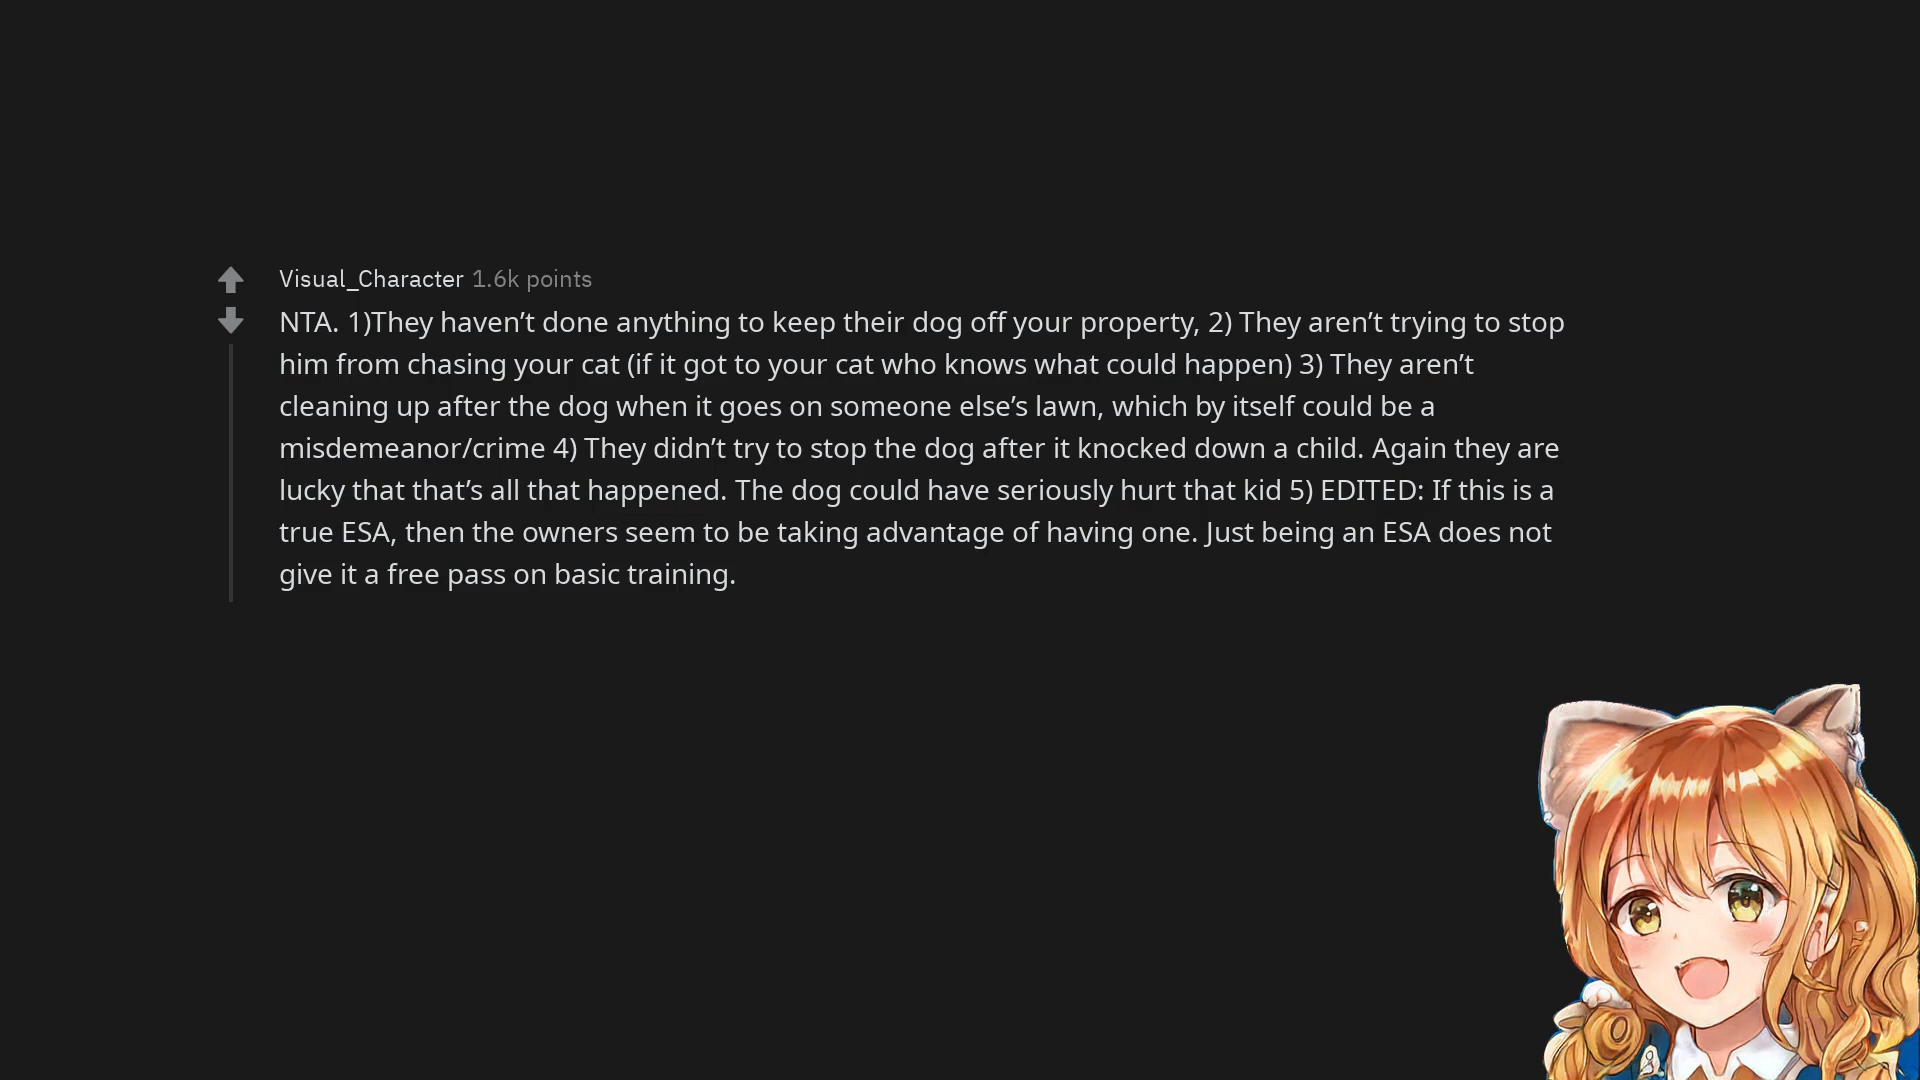 Visual_Character 1.6k points
NTA. 1)They haven’t done anything to keep their dog off your property, 2) They aren’t trying to stop
him from chasing your cat (if it got to your cat who knows what could happen) 3) They aren’t
cleaning up after the dog when it goes on someone else’s lawn, which by itself could be a
misdemeanor/crime 4) They didn’t try to stop the dog after it knocked down a child. Again they are
lucky that that’s all that happened. The dog could have seriously hurt that kid 5) EDITED: If this is a
true ESA, then the owners seem to be taking advantage of having one. Just being an ESA does not
give it a free pass on basic training.